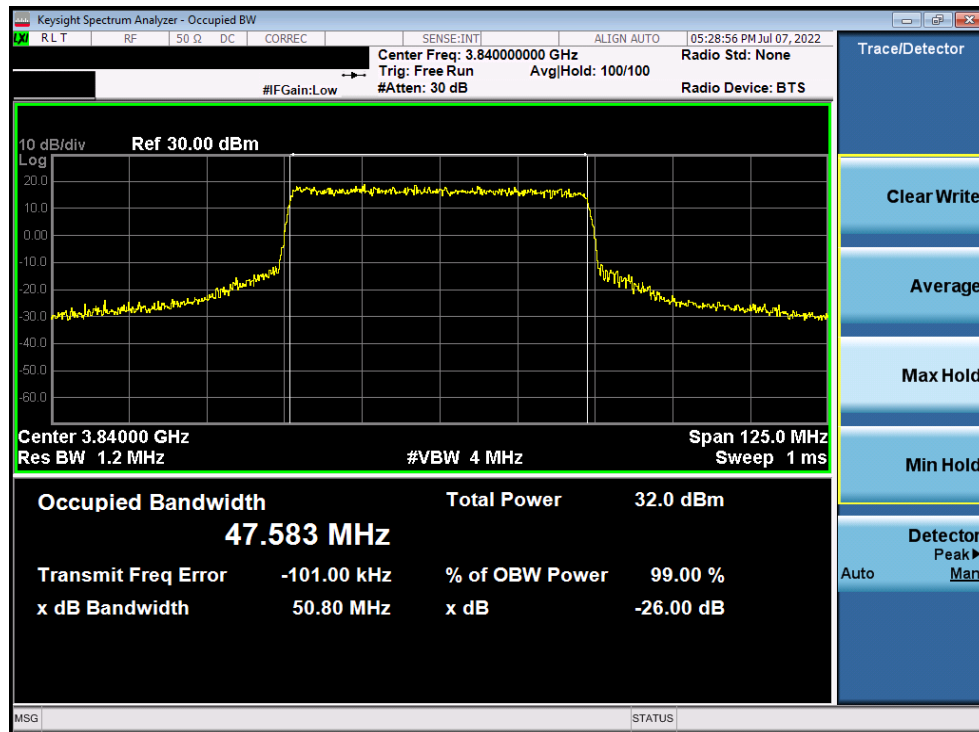 Keysight Spectrum Analyzer - Occupied BW
LXI R L T RF 50 Ω DC CORREC SENSE:INT ALIGN AUTO 05:28:56 PM Jul 07, 2022
Center Freq: 3.840000000 GHz Radio Std: None
Trig: Free Run Avg|Hold: 100/100
#IFGain:Low #Atten: 30 dB Radio Device: BTS
Trace/Detector
10 dB/div Ref 30.00 dBm
Log
20.0
10.0
0.00
-10.0
-20.0
-30.0
-40.0
-50.0
-60.0
Center 3.84000 GHz Span 125.0 MHz
Res BW 1.2 MHz #VBW 4 MHz Sweep 1 ms
Occupied Bandwidth Total Power 32.0 dBm
47.583 MHz
Transmit Freq Error -101.00 kHz % of OBW Power 99.00 %
x dB Bandwidth 50.80 MHz x dB -26.00 dB
Clear Write
Average
Max Hold
Min Hold
Detector
Peak
Auto Man
MSG STATUS